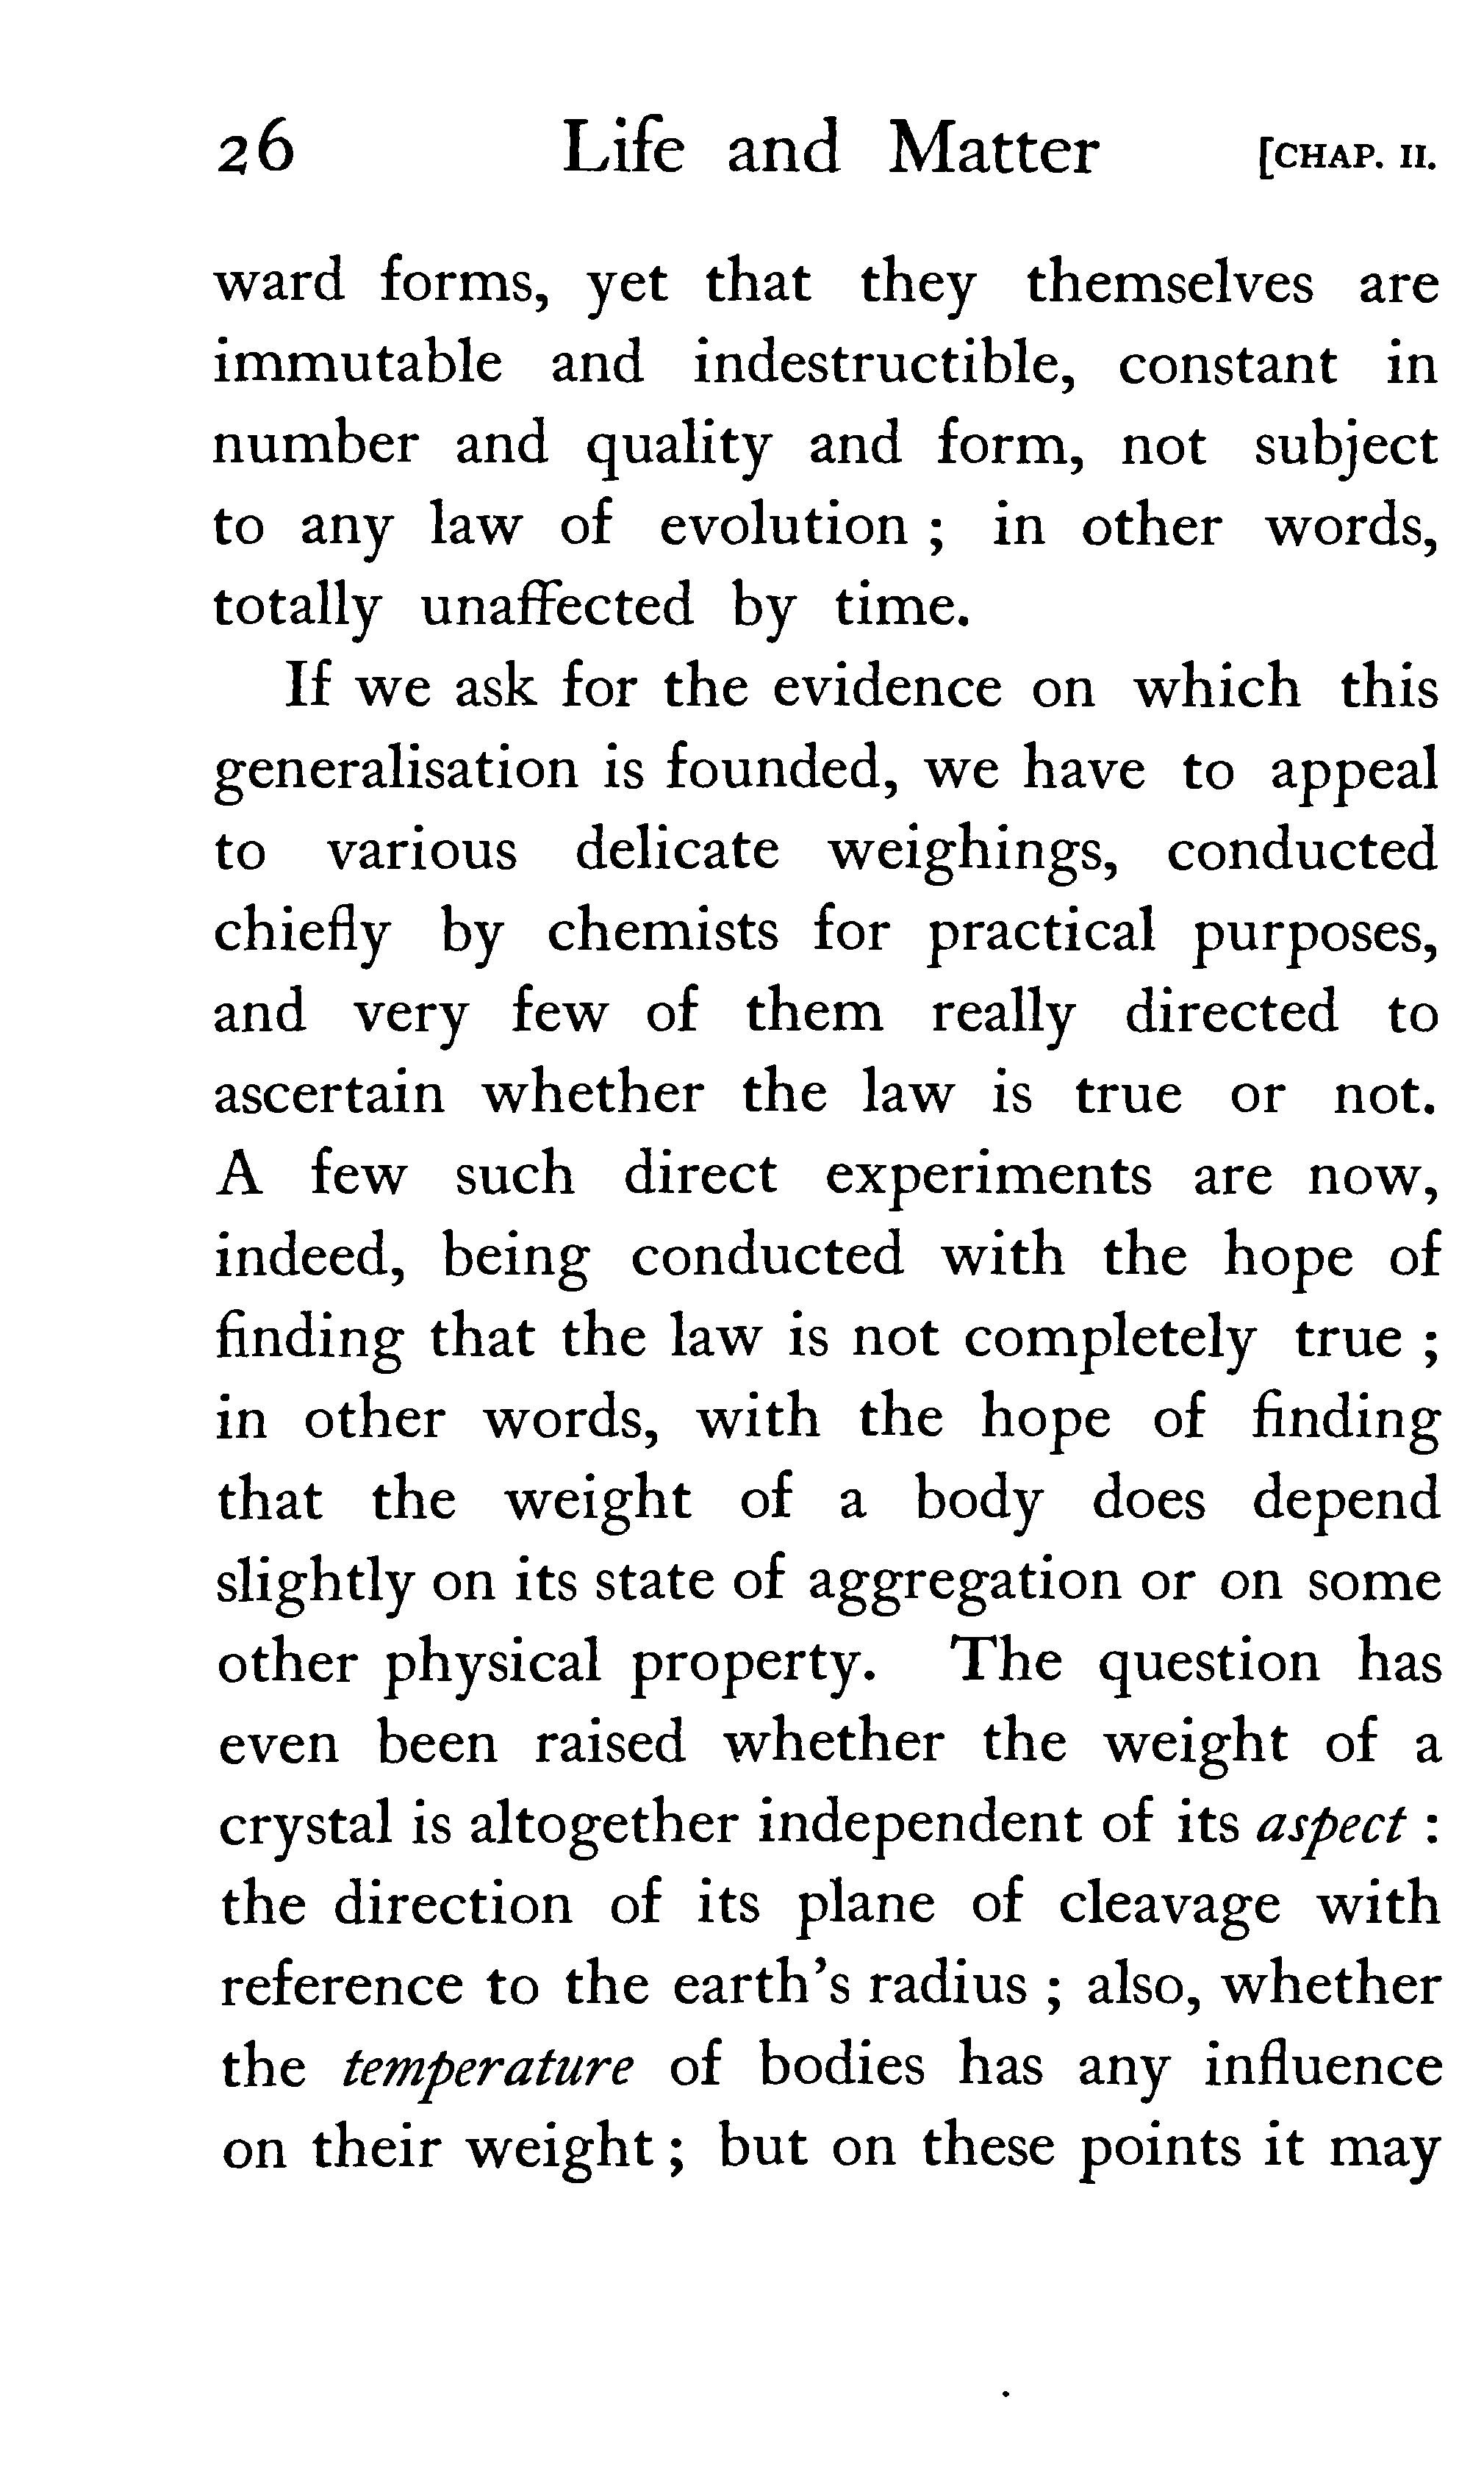 26 Life and Matter [CHAP. II.
ward forms, yet that they themselves are
immutable and indestructible, constant in
number and quality and form, not subject
to any law of evolution ; in other words,
totally unaffected by time.
If we ask for the evidence on which this
generalisation is founded, we have to appeal
to various delicate weighings, conducted
chiefly by chemists for practical purposes,
and very few of them really directed to
ascertain whether the law is true or not.
A few such direct experiments are now,
indeed, being conducted with the hope of
finding that the law is not completely true ;
in other words, with the hope of finding
that the weight of a body does depend
slightly on its state of aggregation or on some
other physical property. The question has
even been raised whether the weight of a
crystal is altogether independent of its aspect :
the direction of its plane of cleavage with
reference to the earth's radius ; also, whether
the temperature of bodies has any influence
on their weight ; but on these points it may